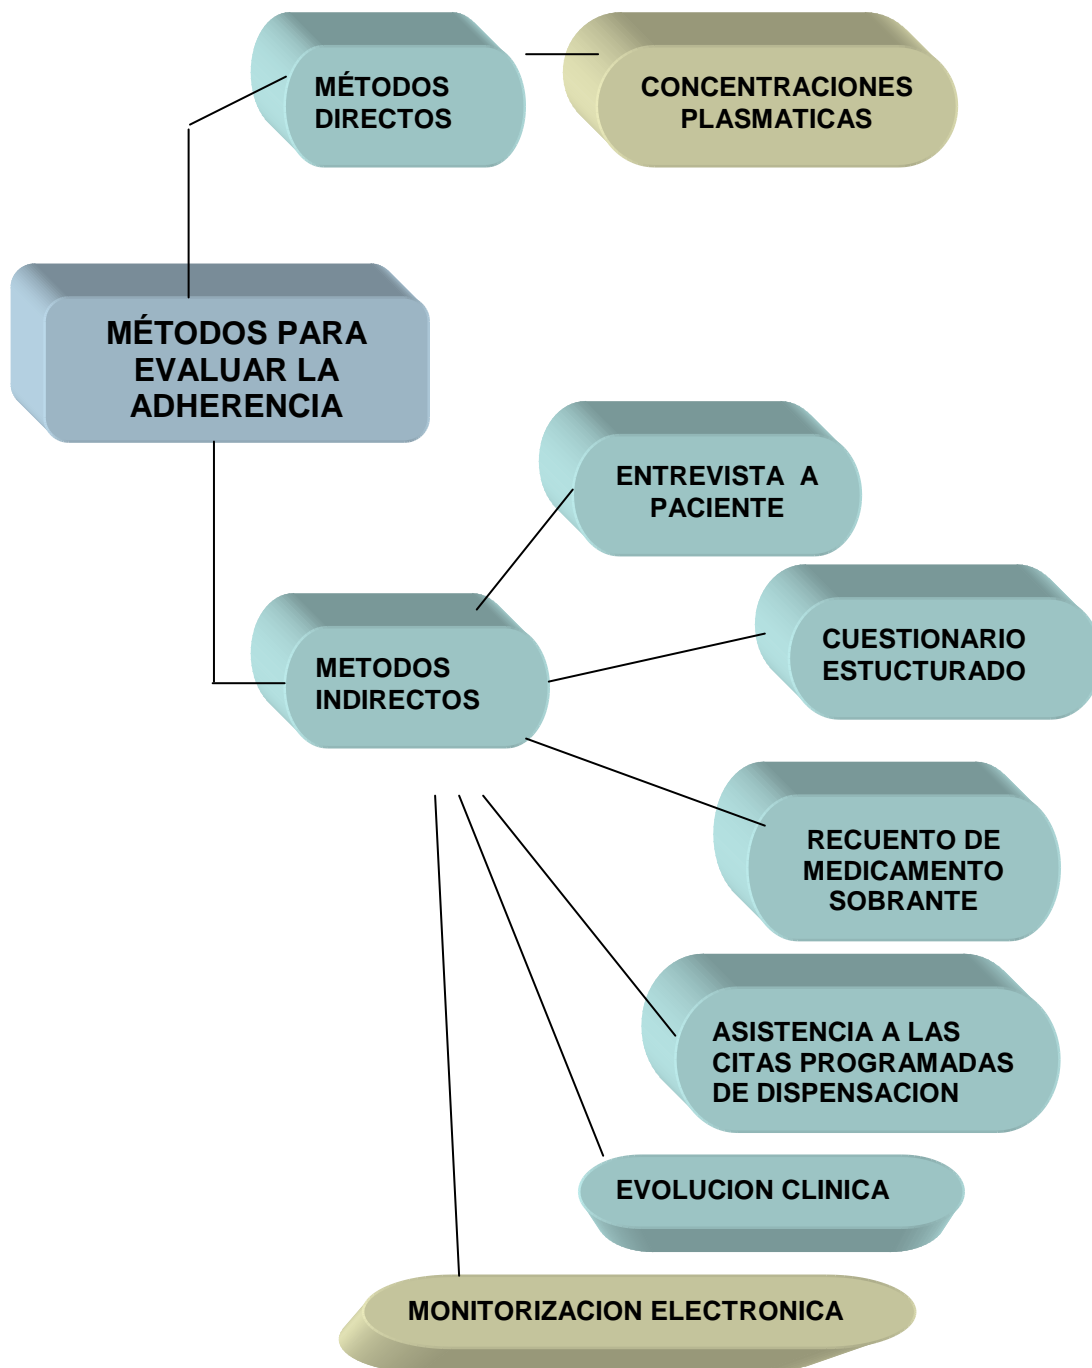 MÉTODOS
DIRECTOS
CONCENTRACIONES
PLASMATICAS
MÉTODOS PARA
EVALUAR LA
ADHERENCIA
ENTREVISTA A
PACIENTE
CUESTIONARIO
ESTUCTURADO
METODOS
INDIRECTOS
RECUENTO DE
MEDICAMENTO
SOBRANTE
ASISTENCIA A LAS
CITAS PROGRAMADAS
DE DISPENSACION
EVOLUCION CLINICA
MONITORIZACION ELECTRONICA